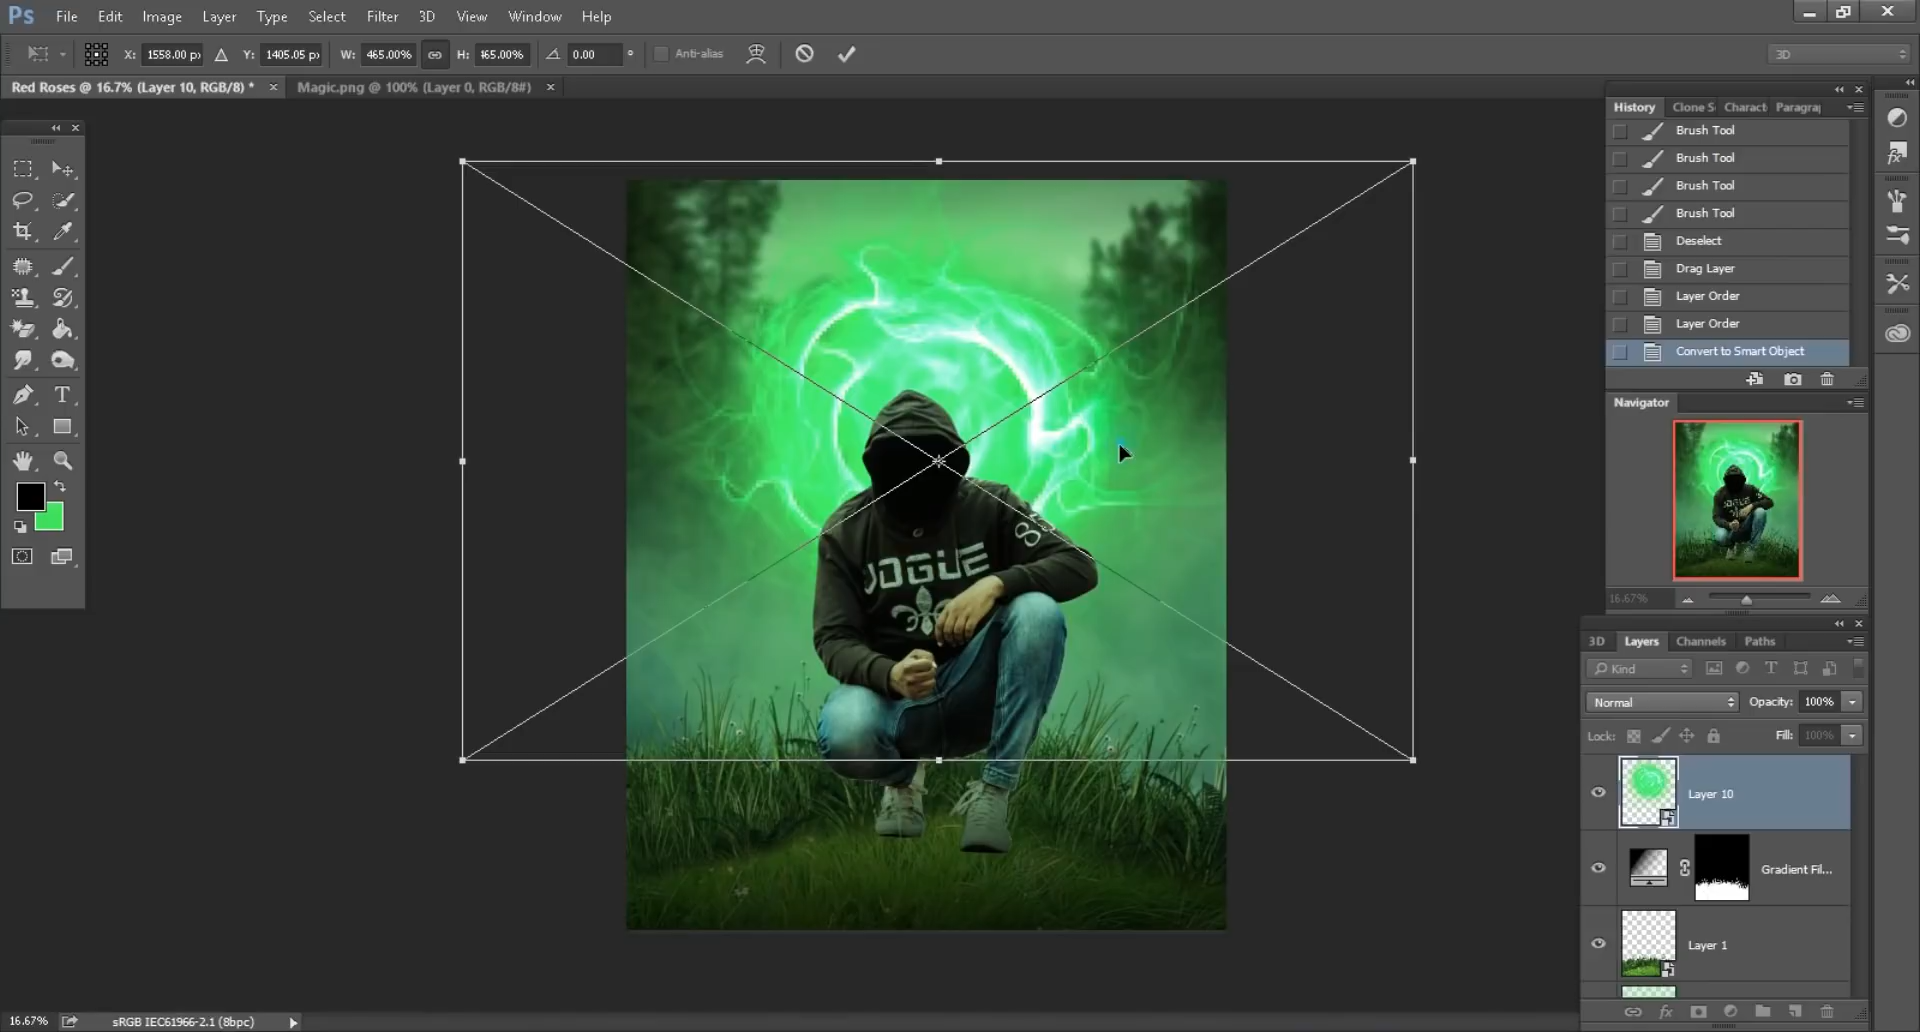 Ps File Edit Image Layer Type Select Filter 3D View Window Help
X: 1558.00 p Y: 1405.05 p W: 465.00% H: 465.00% 0.00 ° Anti-alias 3D
Red Roses @ 16.7% (Layer 10, RGB/8) * × Magic.png @ 100% (Layer 0, RGB/8#) ×
History Clone S Charact Paragra
Brush Tool
Brush Tool
Brush Tool
Brush Tool
Deselect
Drag Layer
Layer Order
Layer Order
Convert to Smart Object
Navigator
16.67%
3D Layers Channels Paths
Kind
Normal Opacity: 100%
Lock: Fill: 100%
Layer 10
Gradient Fil...
Layer 1
T
JOGUE
16.67% sRGB IEC61966-2.1 (8bpc)